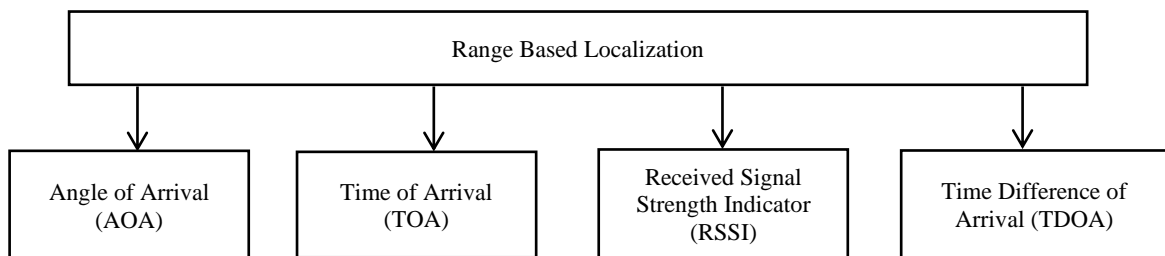 Range Based Localization
Angle of Arrival
(AOA)
Time of Arrival
(TOA)
Received Signal
Strength Indicator
(RSSI)
Time Difference of
Arrival (TDOA)